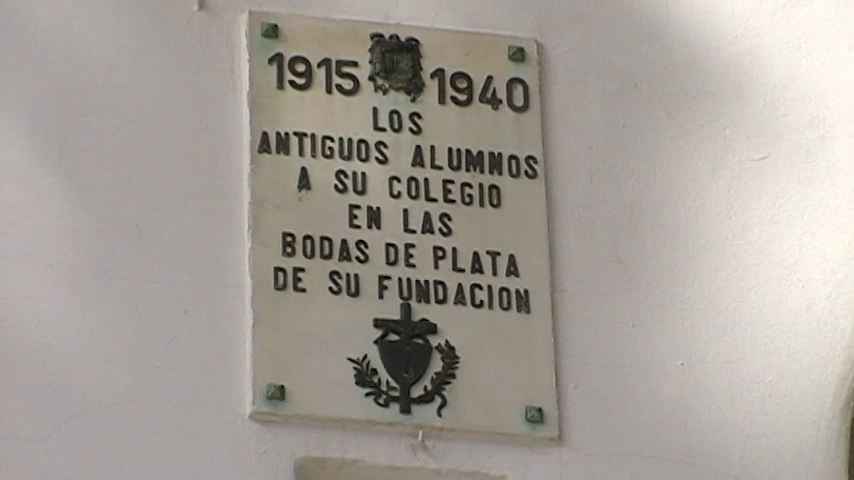 1915 1940
LOS
ANTIGUOS ALUMNOS
A SU COLEGIO
EN LAS
BODAS DE PLATA
DE SU FUNDACION